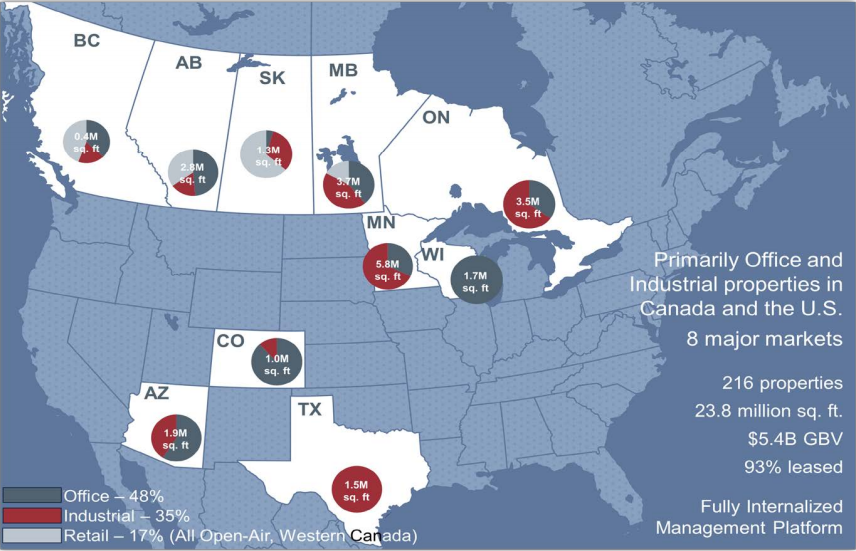 BC
AB
SK
MB
ON
0.4M
sq. ft
2.8M
sq. ft
1.3M
sq. ft
3.7M
sq. ft
3.5M
sq. ft
MN
WI
5.8M
sq. ft
1.7M
sq. ft
Primarily Office and
Industrial properties in
Canada and the U.S.
8 major markets
CO
1.0M
sq. ft
216 properties
23.8 million sq. ft.
$5.4B GBV
93% leased
AZ
1.9M
sq. ft
TX
1.5M
sq. ft
Office – 48%
Industrial – 35%
Retail – 17% (All Open-Air, Western Canada)
Fully Internalized
Management Platform